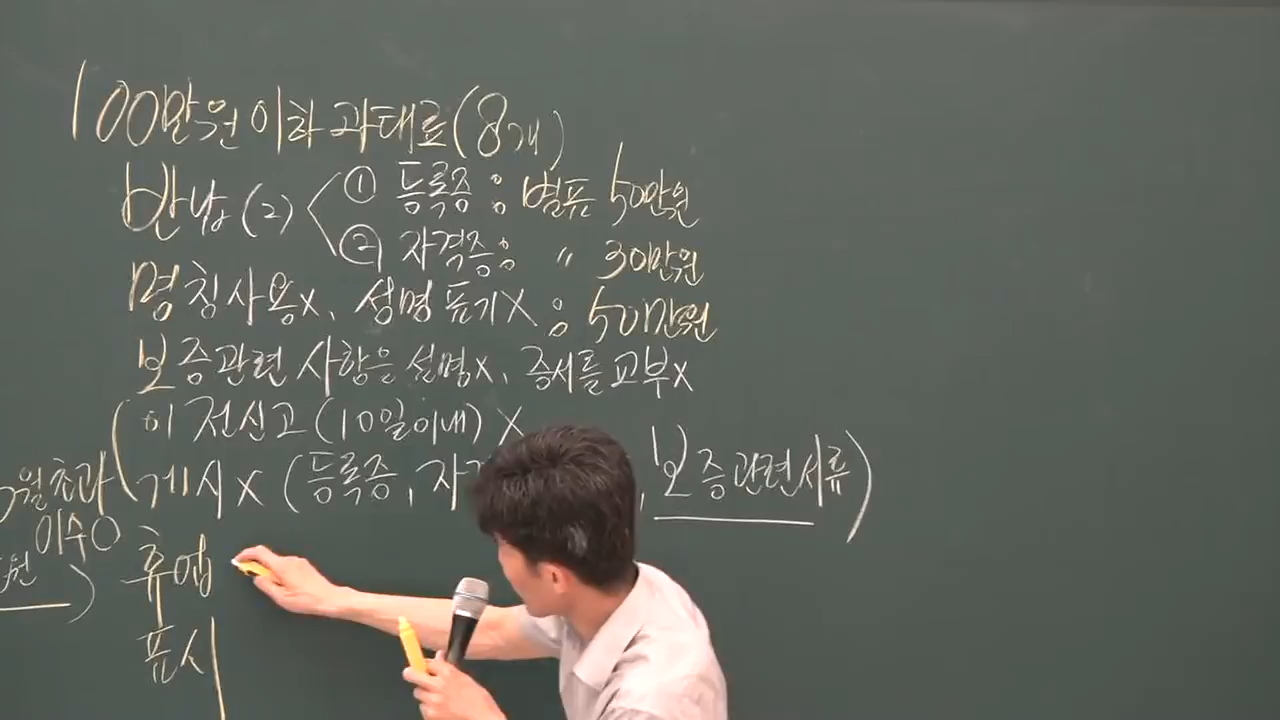 100만원이하 과태료(8개)
반납(2) ① 등록증 : 별표 50만원
② 자격증 : 〃 30만원
명칭사용x, 성명표기x : 50만원
보증관련 사항을 설명x, 증서를 교부x
이전신고(10일이내) x
게시x (등록증, 자격, 보증관련서류)
월초과
이수○
휴업
표시